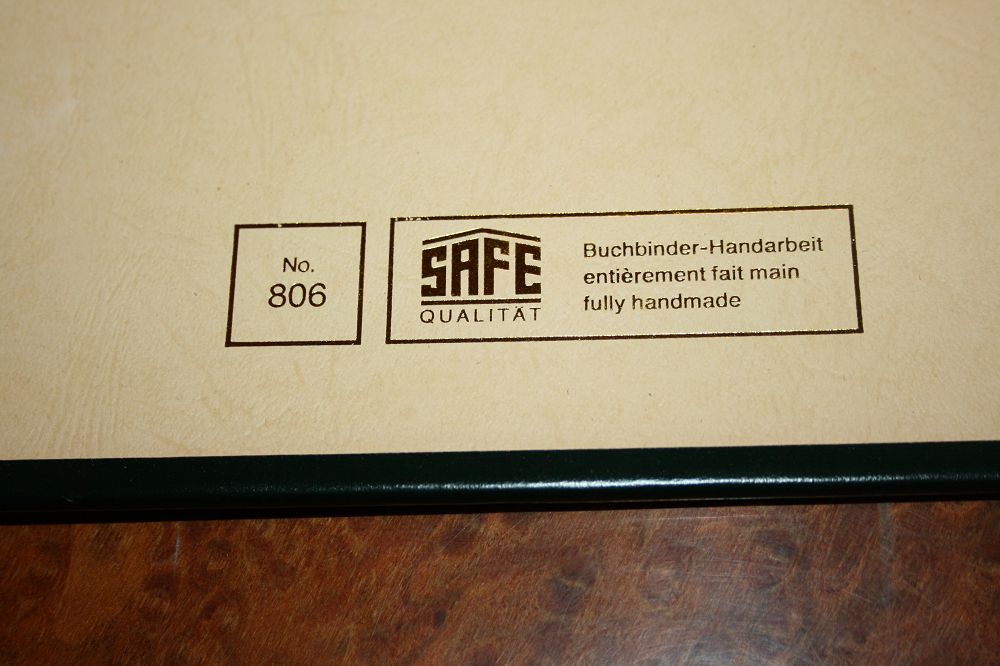 No.
806
SAFE
QUALITÄT
Buchbinder-Handarbeit
entièrement fait main
fully handmade